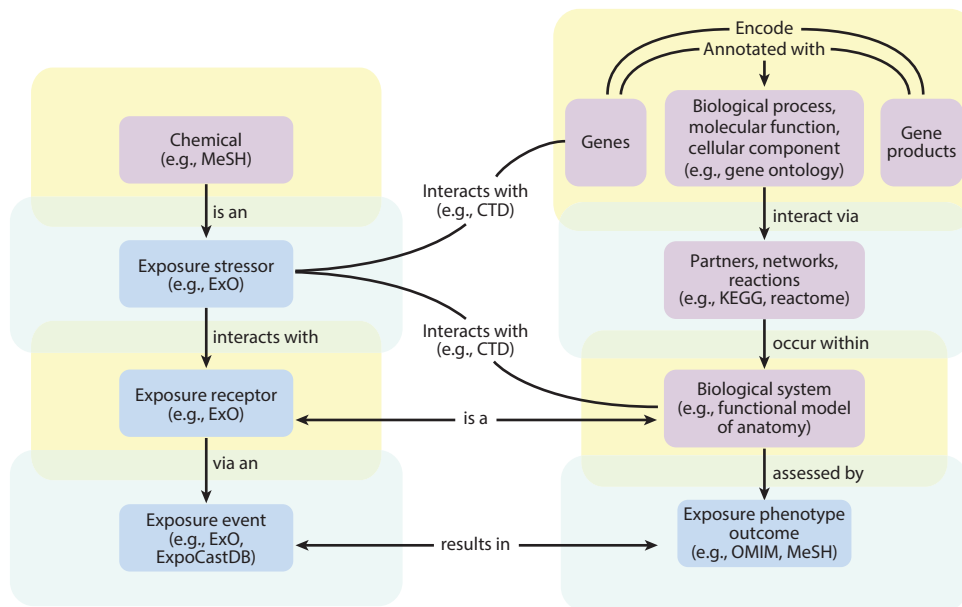 Encode
Annotated with
Chemical
(e.g., MeSH)
Genes
Biological process,
molecular function,
cellular component
(e.g., gene ontology)
Gene
products
is an
Interacts with
(e.g., CTD)
interact via
Exposure stressor
(e.g., ExO)
Partners, networks,
reactions
(e.g., KEGG, reactome)
interacts with
Interacts with
(e.g., CTD)
occur within
Exposure receptor
(e.g., ExO)
is a
Biological system
(e.g., functional model
of anatomy)
via an
assessed by
Exposure event
(e.g., ExO,
ExpoCastDB)
results in
Exposure phenotype
outcome
(e.g., OMIM, MeSH)